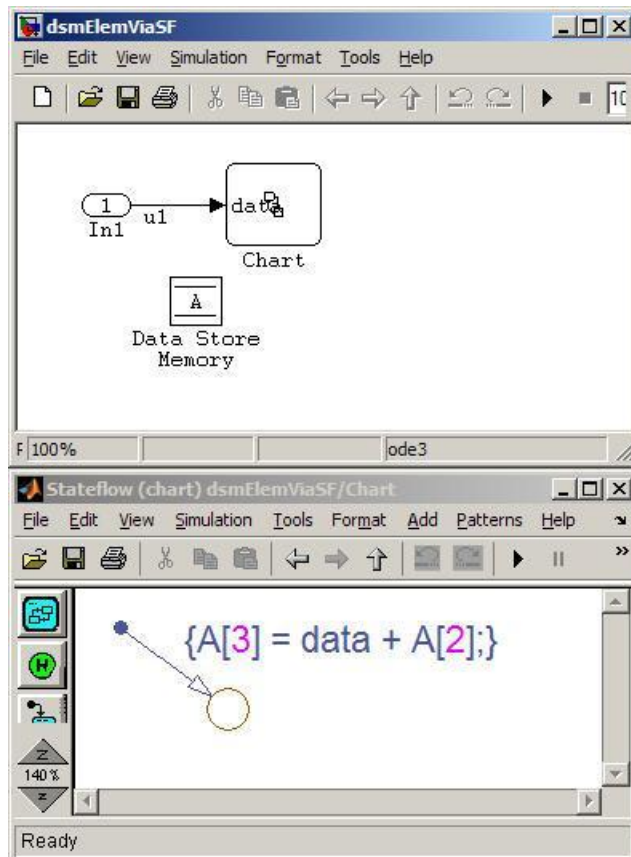 dsmElemViaSF
File Edit View Simulation Format Tools Help
10
1
In1
u1
data
Chart
A
Data Store
Memory
F 100%
ode3
Stateflow (chart) dsmElemViaSF/Chart
File Edit View Simulation Tools Format Add Patterns Help
{A[3] = data + A[2];}
H
Z
140%
Z
Ready